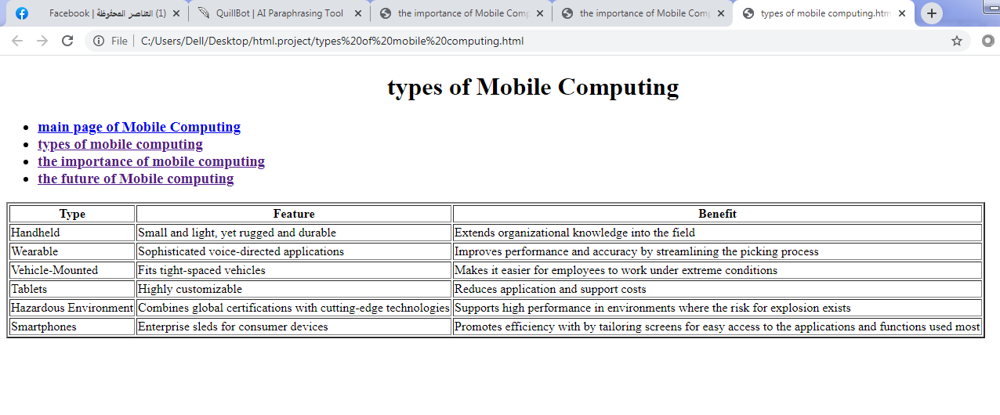 Facebook | العناصر المحفوظة (1)
QuillBot | AI Paraphrasing Tool
the importance of Mobile Comp
the importance of Mobile Comp
types of mobile computing.htm
File | C:/Users/Dell/Desktop/html.project/types%20of%20mobile%20computing.html
types of Mobile Computing
main page of Mobile Computing
types of mobile computing
the importance of mobile computing
the future of Mobile computing
Type Feature Benefit
Handheld Small and light, yet rugged and durable Extends organizational knowledge into the field
Wearable Sophisticated voice-directed applications Improves performance and accuracy by streamlining the picking process
Vehicle-Mounted Fits tight-spaced vehicles Makes it easier for employees to work under extreme conditions
Tablets Highly customizable Reduces application and support costs
Hazardous Environment Combines global certifications with cutting-edge technologies Supports high performance in environments where the risk for explosion exists
Smartphones Enterprise sleds for consumer devices Promotes efficiency with by tailoring screens for easy access to the applications and functions used most